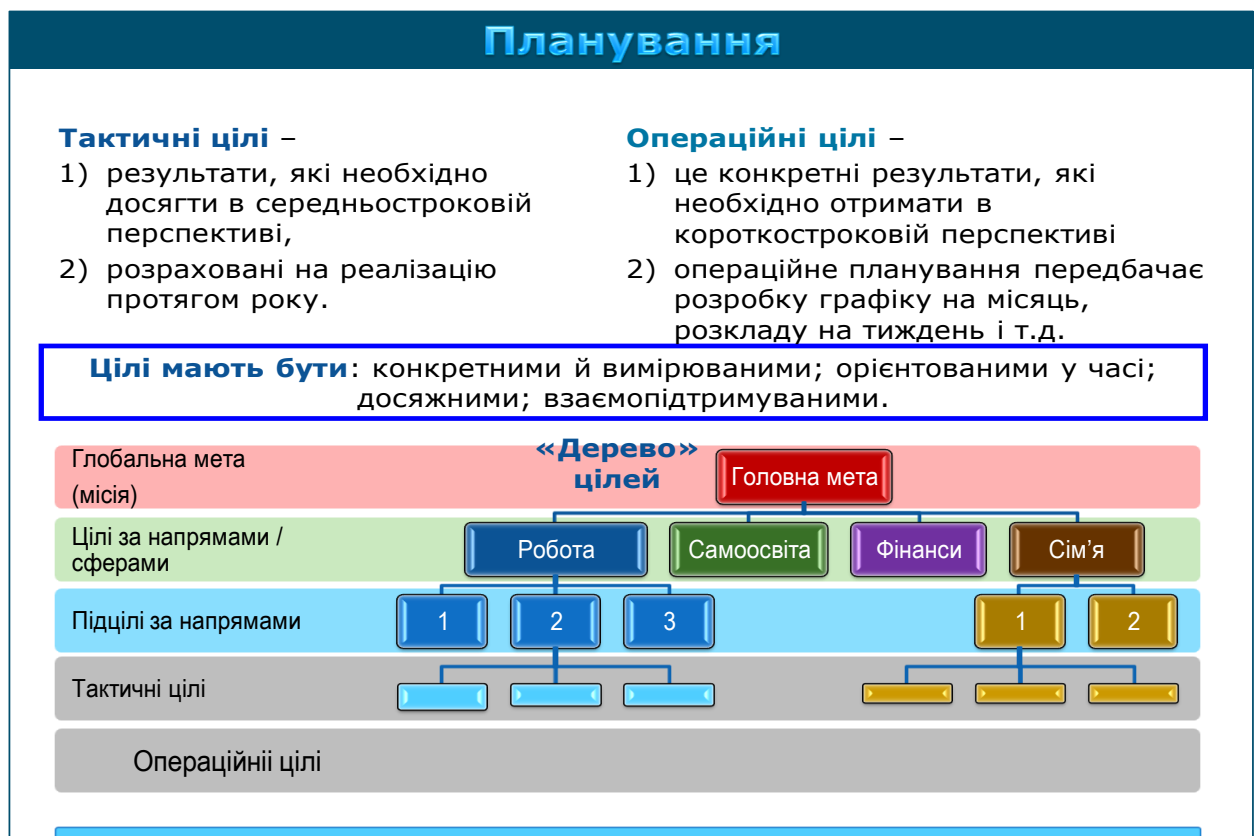 Планування
Тактичні цілі –
1) результати, які необхідно
досягти в середньостроковій
перспективі,
2) розраховані на реалізацію
протягом року.
Операційні цілі –
1) це конкретні результати, які
необхідно отримати в
короткостроковій перспективі
2) операційне планування передбачає
розробку графіку на місяць,
розкладу на тиждень і т.д.
Цілі мають бути: конкретними й вимірюваними; орієнтованими у часі;
досяжними; взаємопідтримуваними.
«Дерево»
цілей
Глобальна мета
(місія)
Головна мета
Цілі за напрямами /
сферами
Робота
Самоосвіта
Фінанси
Сім’я
Підцілі за напрямами
1
2
3
1
2
Тактичні цілі
Операційніі цілі